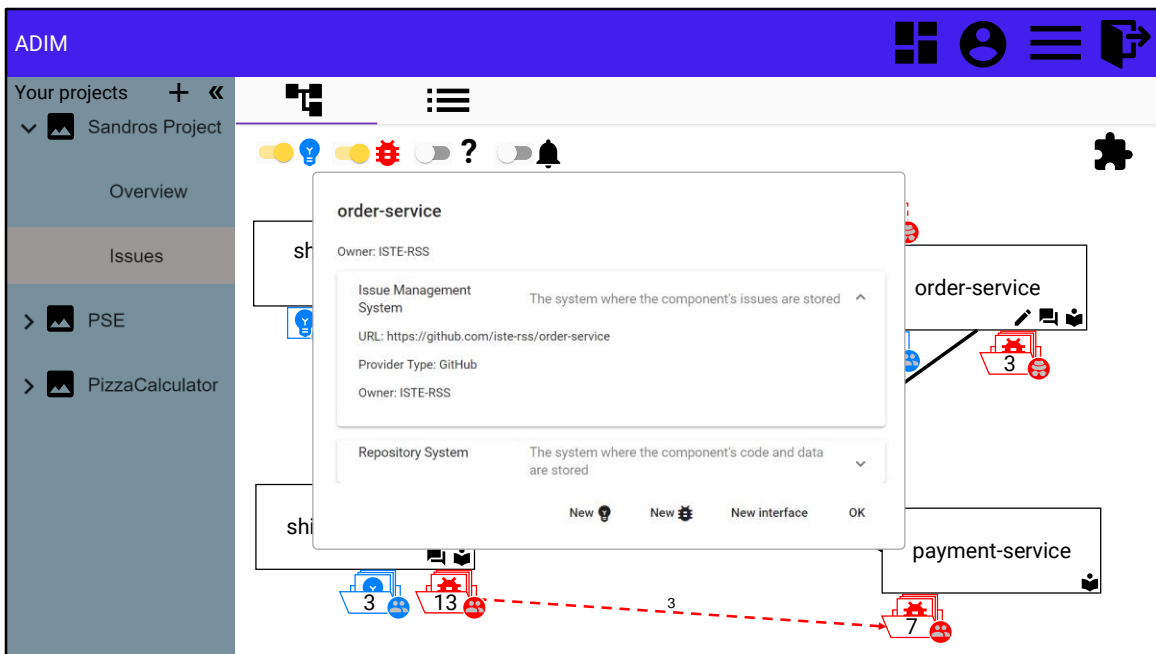 ADIM
Your projects
Sandros Project
Overview
Issues
PSE
PizzaCalculator
?
sh
order-service
3
order-service
Owner: ISTE-RSS
Issue Management
System
The system where the component's issues are stored
URL: https://github.com/iste-rss/order-service
Provider Type: GitHub
Owner: ISTE-RSS
Repository System
The system where the component's code and data
are stored
New
New
New interface
OK
shi
3
13
3
payment-service
7